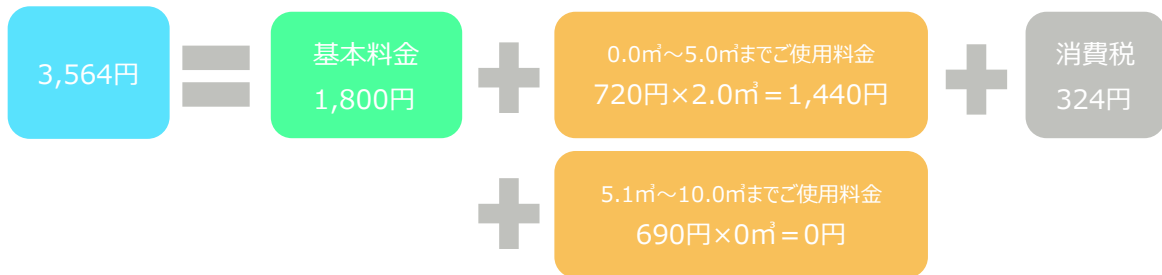 3,564円
基本料金
1,800円
0.0㎥～5.0㎥までご使用料金
720円×2.0㎥＝1,440円
消費税
324円
5.1㎥～10.0㎥までご使用料金
690円×0㎥＝0円